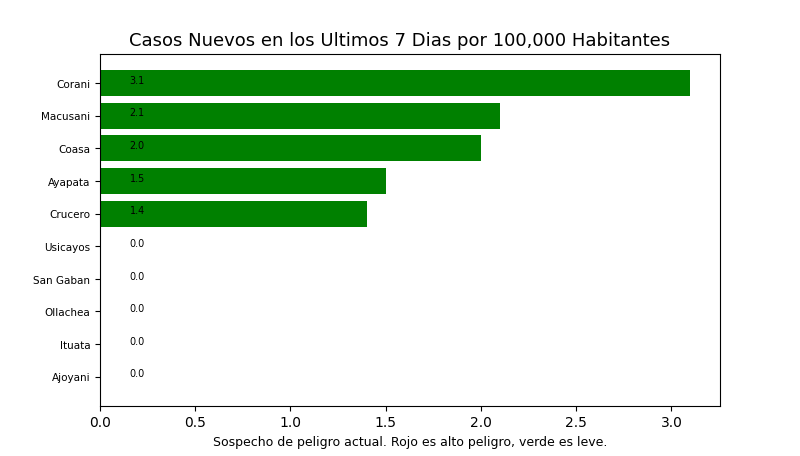 Casos Nuevos en los Ultimos 7 Dias por 100,000 Habitantes
Corani 3.1
Macusani 2.1
Coasa 2.0
Ayapata 1.5
Crucero 1.4
Usicayos 0.0
San Gaban 0.0
Ollachea 0.0
Ituata 0.0
Ajoyani 0.0
0.0 0.5 1.0 1.5 2.0 2.5 3.0
Sospecho de peligro actual. Rojo es alto peligro, verde es leve.